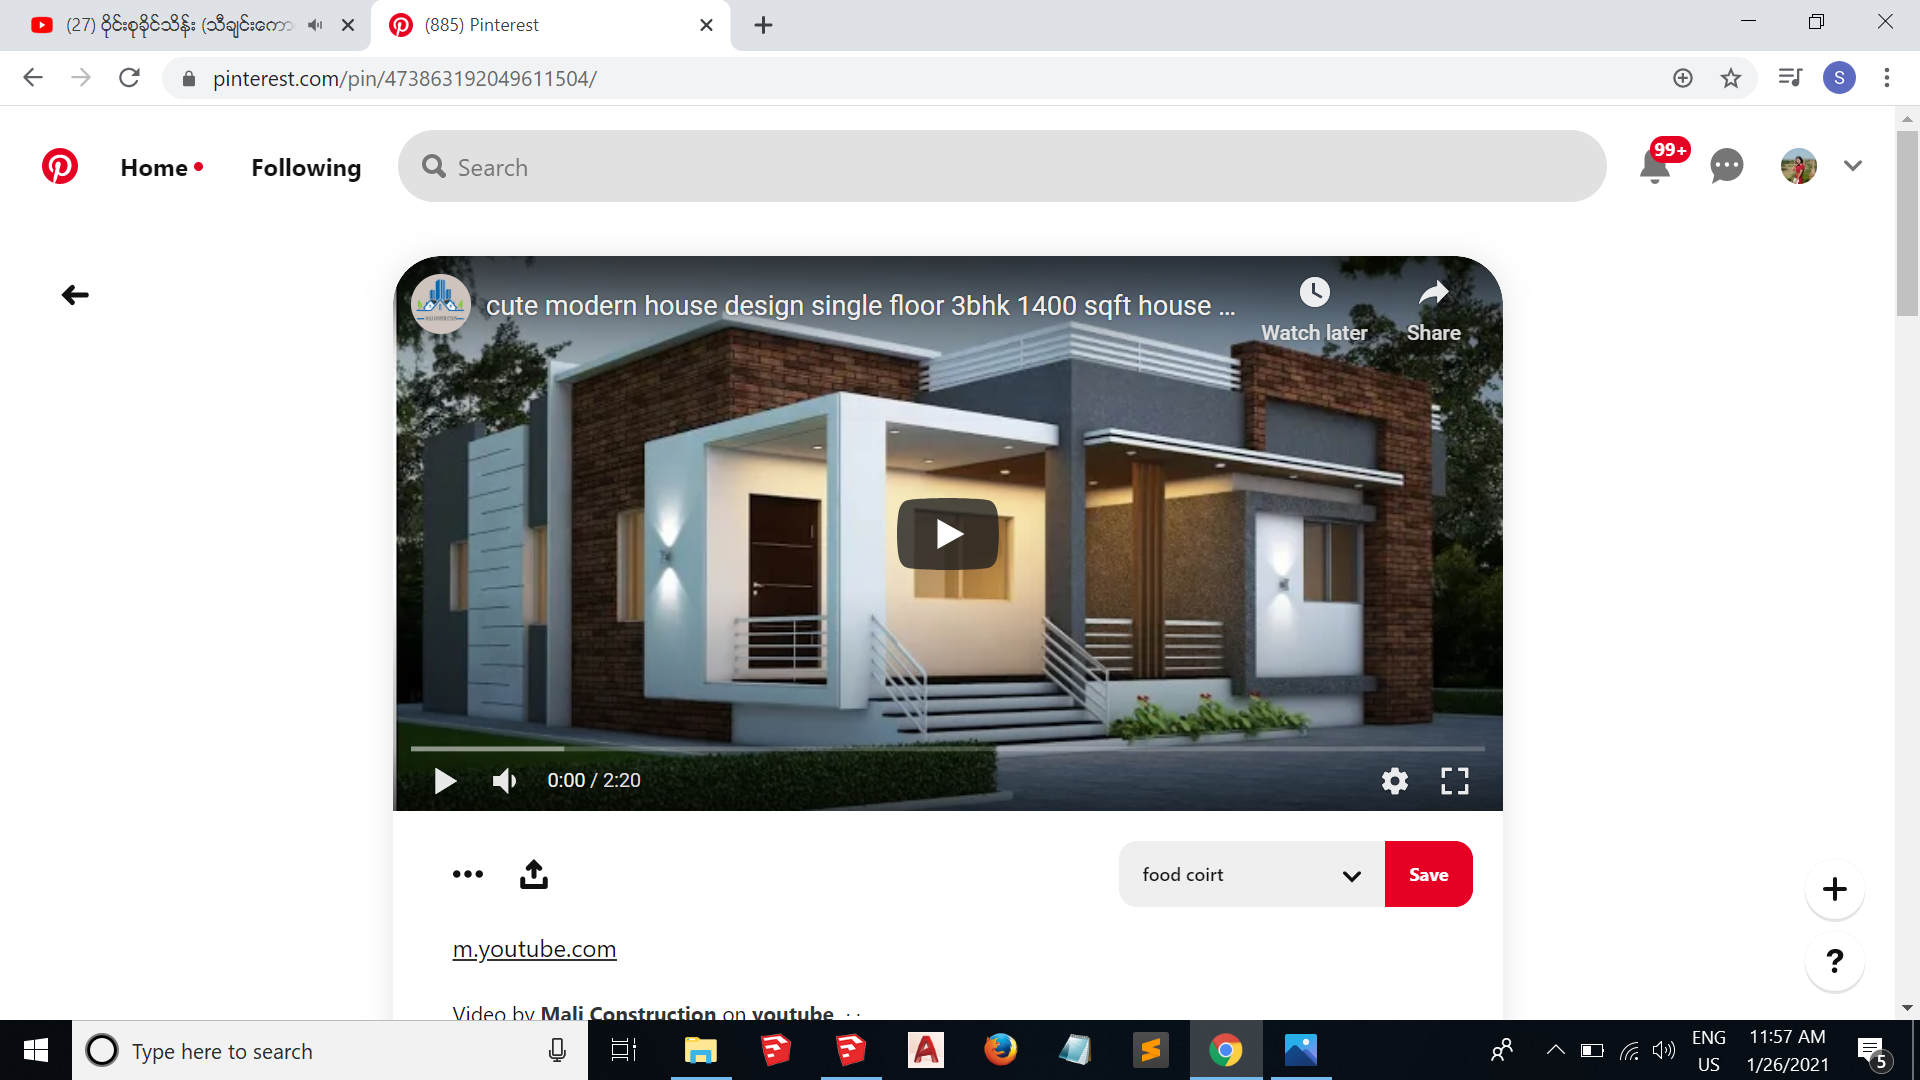 (27) ဝိုင်းစုခိုင်သိန်း (သီချင်းကော
(885) Pinterest
pinterest.com/pin/473863192049611504/
S
Home
Following
Search
99+
cute modern house design single floor 3bhk 1400 sqft house ...
Watch later
Share
0:00 / 2:20
food coirt
Save
m.youtube.com
Video by Mali Construction on youtube
Type here to search
ENG
US
11:57 AM
1/26/2021
5